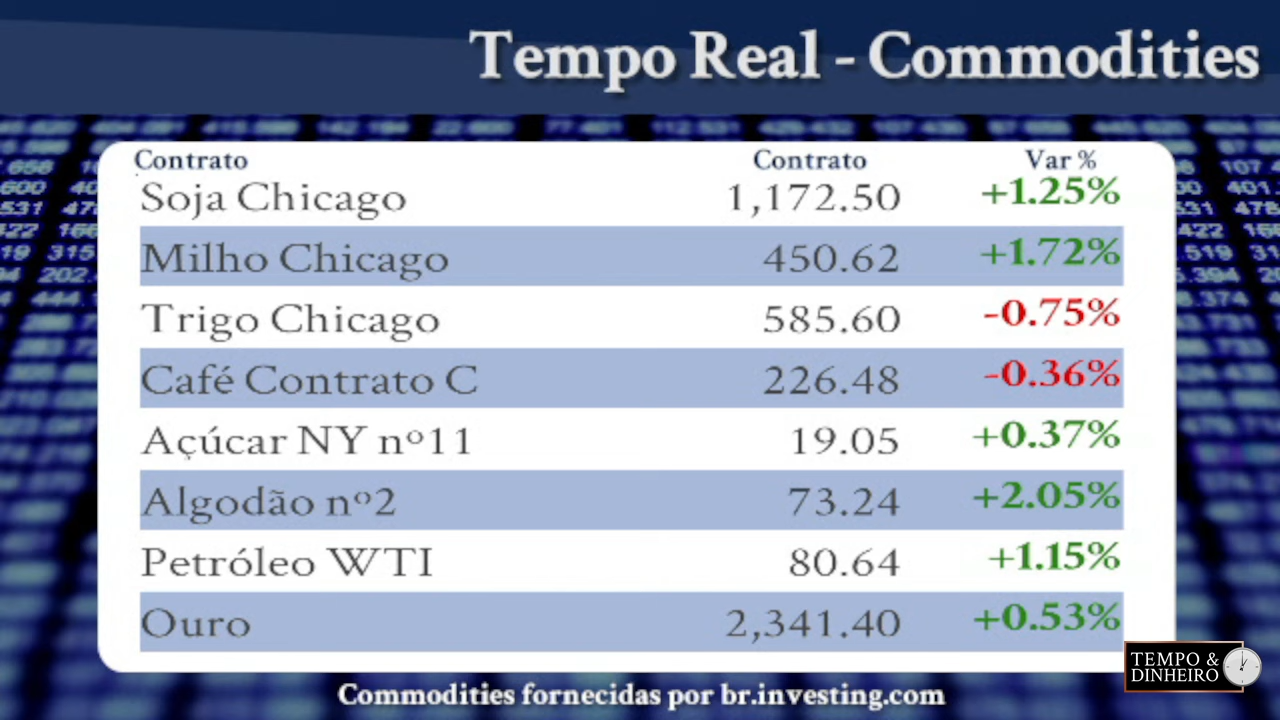 Tempo Real - Commodities
Contrato Contrato Var %
Soja Chicago 1,172.50 +1.25%
Milho Chicago 450.62 +1.72%
Trigo Chicago 585.60 -0.75%
Café Contrato C 226.48 -0.36%
Açúcar NY nº11 19.05 +0.37%
Algodão nº2 73.24 +2.05%
Petróleo WTI 80.64 +1.15%
Ouro 2,341.40 +0.53%
TEMPO &
DINHEIRO
Commodities fornecidas por br.investing.com